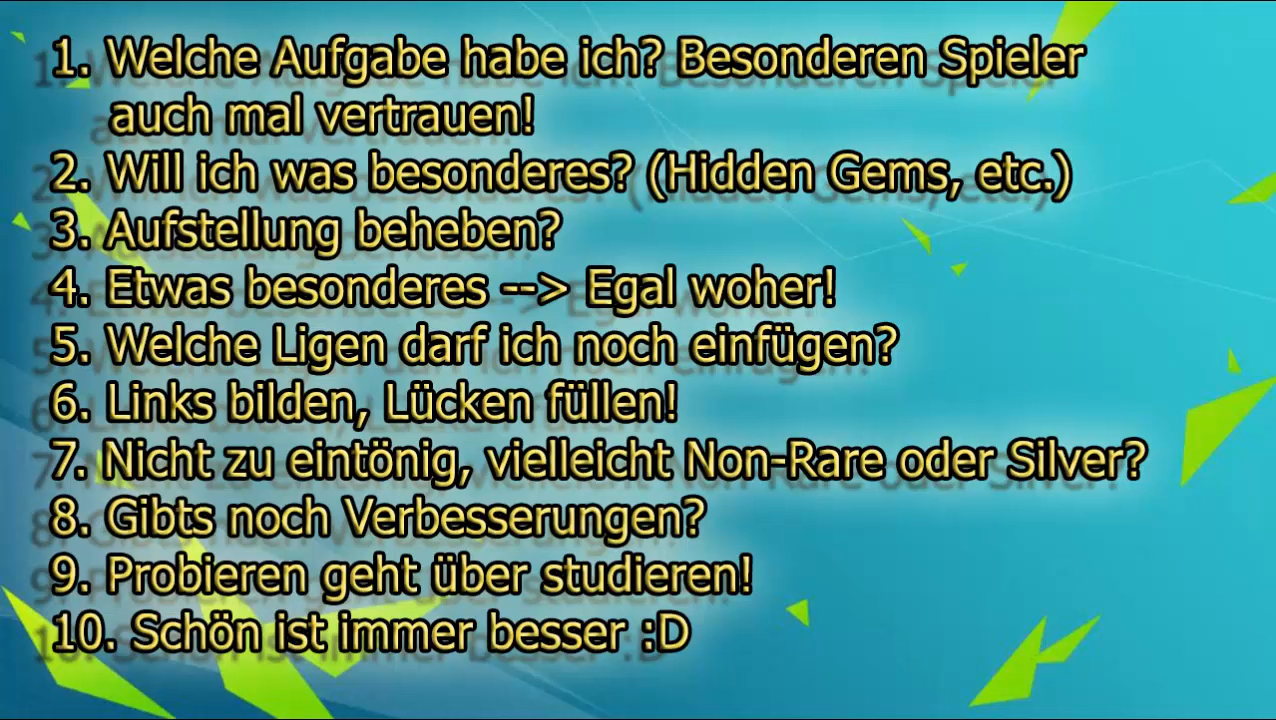 1. Welche Aufgabe habe ich? Besonderen Spieler
auch mal vertrauen!
2. Will ich was besonderes? (Hidden Gems, etc.)
3. Aufstellung beheben?
4. Etwas besonderes --> Egal woher!
5. Welche Ligen darf ich noch einfügen?
6. Links bilden, Lücken füllen!
7. Nicht zu eintönig, vielleicht Non-Rare oder Silver?
8. Gibts noch Verbesserungen?
9. Probieren geht über studieren!
10. Schön ist immer besser :D